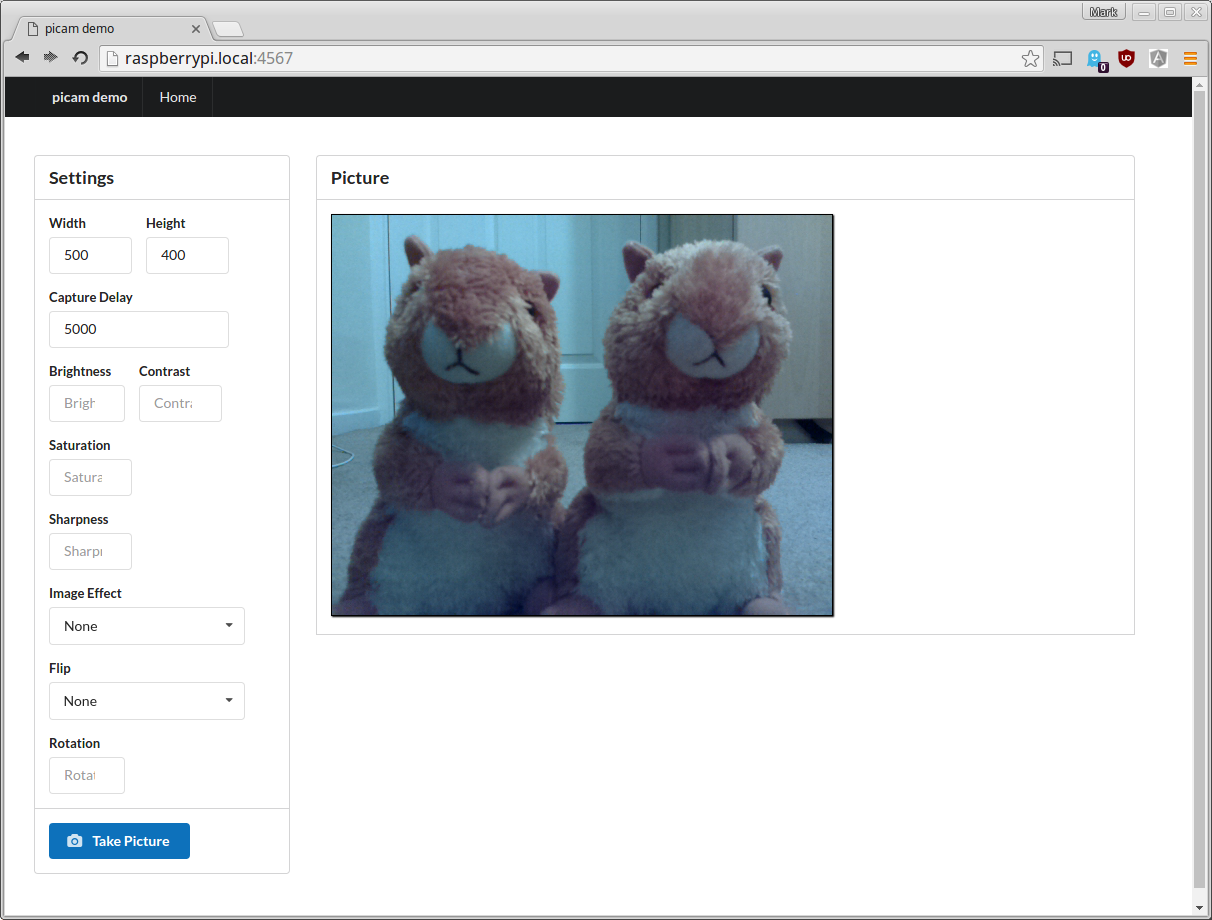 Mark
picam demo
raspberrypi.local:4567
0
picam demo Home
Settings
Width Height
500 400
Capture Delay
5000
Brightness Contrast
Brigh Contra
Saturation
Satura
Sharpness
Sharpr
Image Effect
None
Flip
None
Rotation
Rotat
Take Picture
Picture